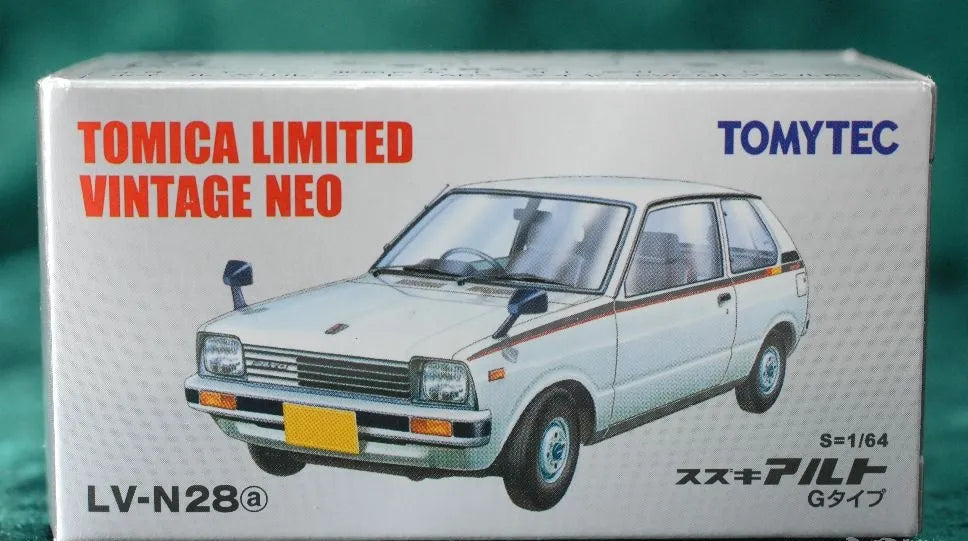 TOMICA LIMITED
VINTAGE NEO
TOMYTEC
S=1/64
スズキアルト
Gタイプ
LV-N28ⓐ